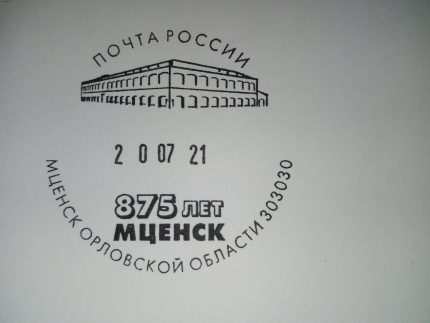 ПОЧТА РОССИИ
2 0 07 21
875 ЛЕТ
МЦЕНСК
МЦЕНСК ОРЛОВСКОЙ ОБЛАСТИ 303030